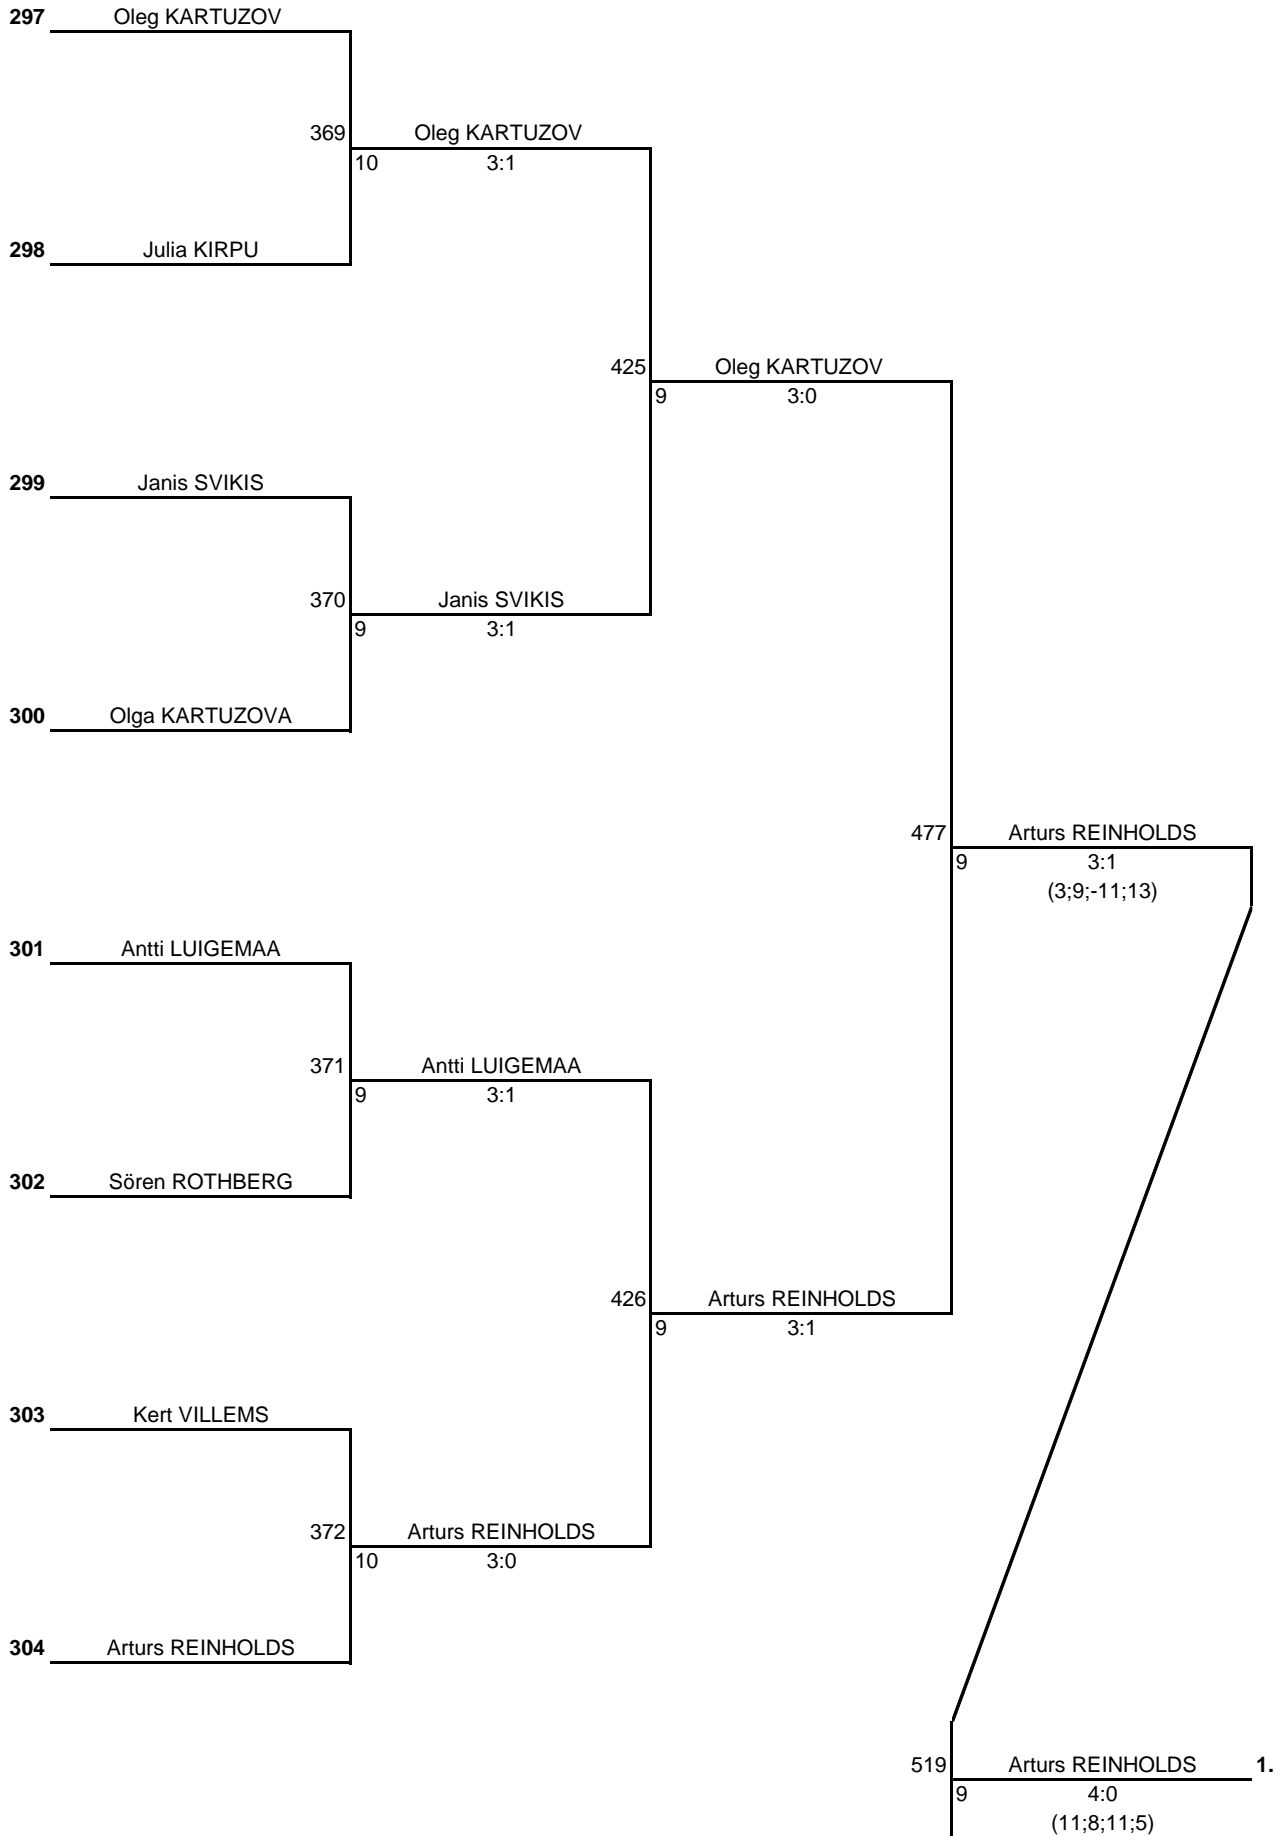 297 Oleg KARTUZOV
369 Oleg KARTUZOV
10 3:1
298 Julia KIRPU
425 Oleg KARTUZOV
9 3:0
299 Janis SVIKIS
370 Janis SVIKIS
9 3:1
300 Olga KARTUZOVA
477 Arturs REINHOLDS
9 3:1
(3;9;-11;13)
301 Antti LUIGEMAA
371 Antti LUIGEMAA
9 3:1
302 Sören ROTHBERG
426 Arturs REINHOLDS
9 3:1
303 Kert VILLEMS
372 Arturs REINHOLDS
10 3:0
304 Arturs REINHOLDS
519 Arturs REINHOLDS 1.
9 4:0
(11;8;11;5)